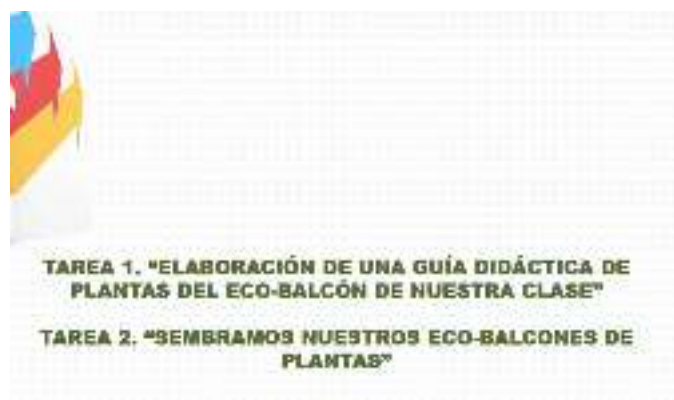 TAREA 1. "ELABORACIÓN DE UNA GUÍA DIDÁCTICA DE
PLANTAS DEL ECO-BALCÓN DE NUESTRA CLASE"
TAREA 2. "SEMBRAMOS NUESTROS ECO-BALCONES DE
PLANTAS"